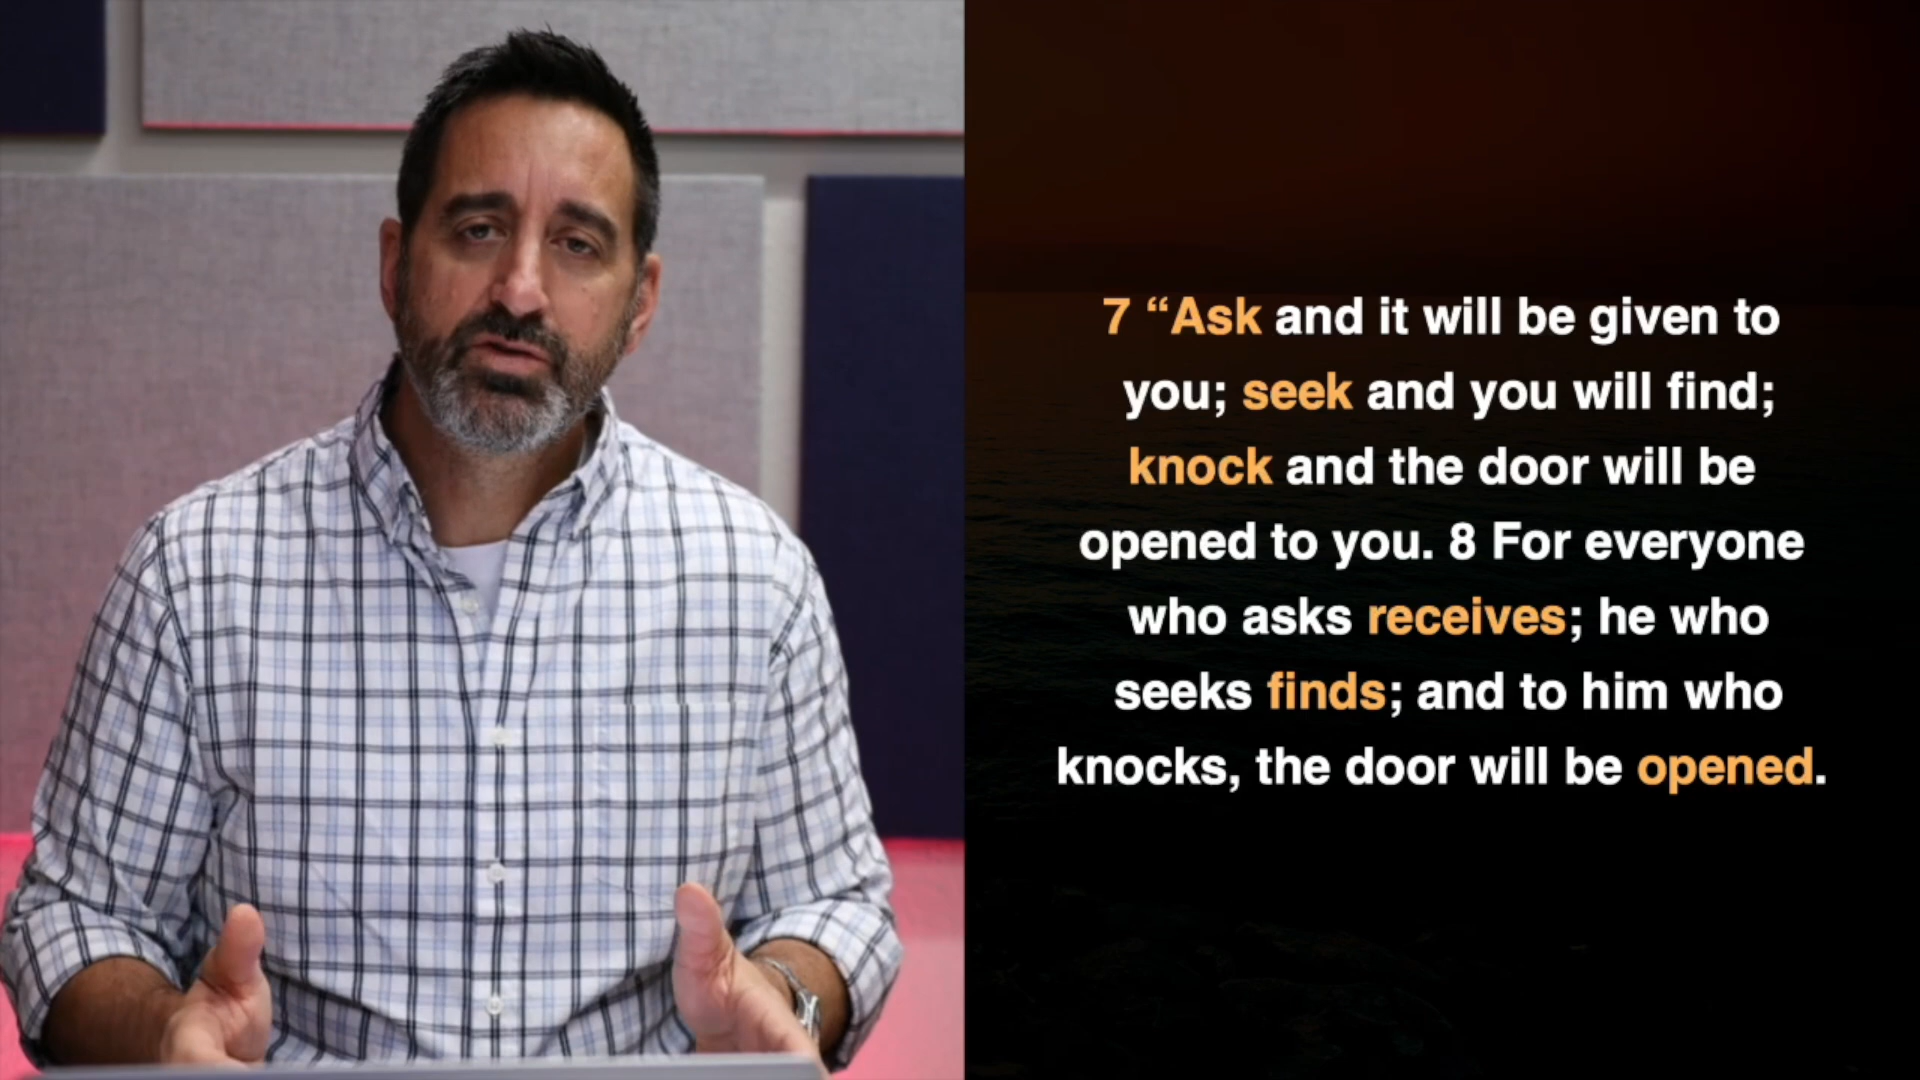 7 “Ask and it will be given to
you; seek and you will find;
knock and the door will be
opened to you. 8 For everyone
who asks receives; he who
seeks finds; and to him who
knocks, the door will be opened.